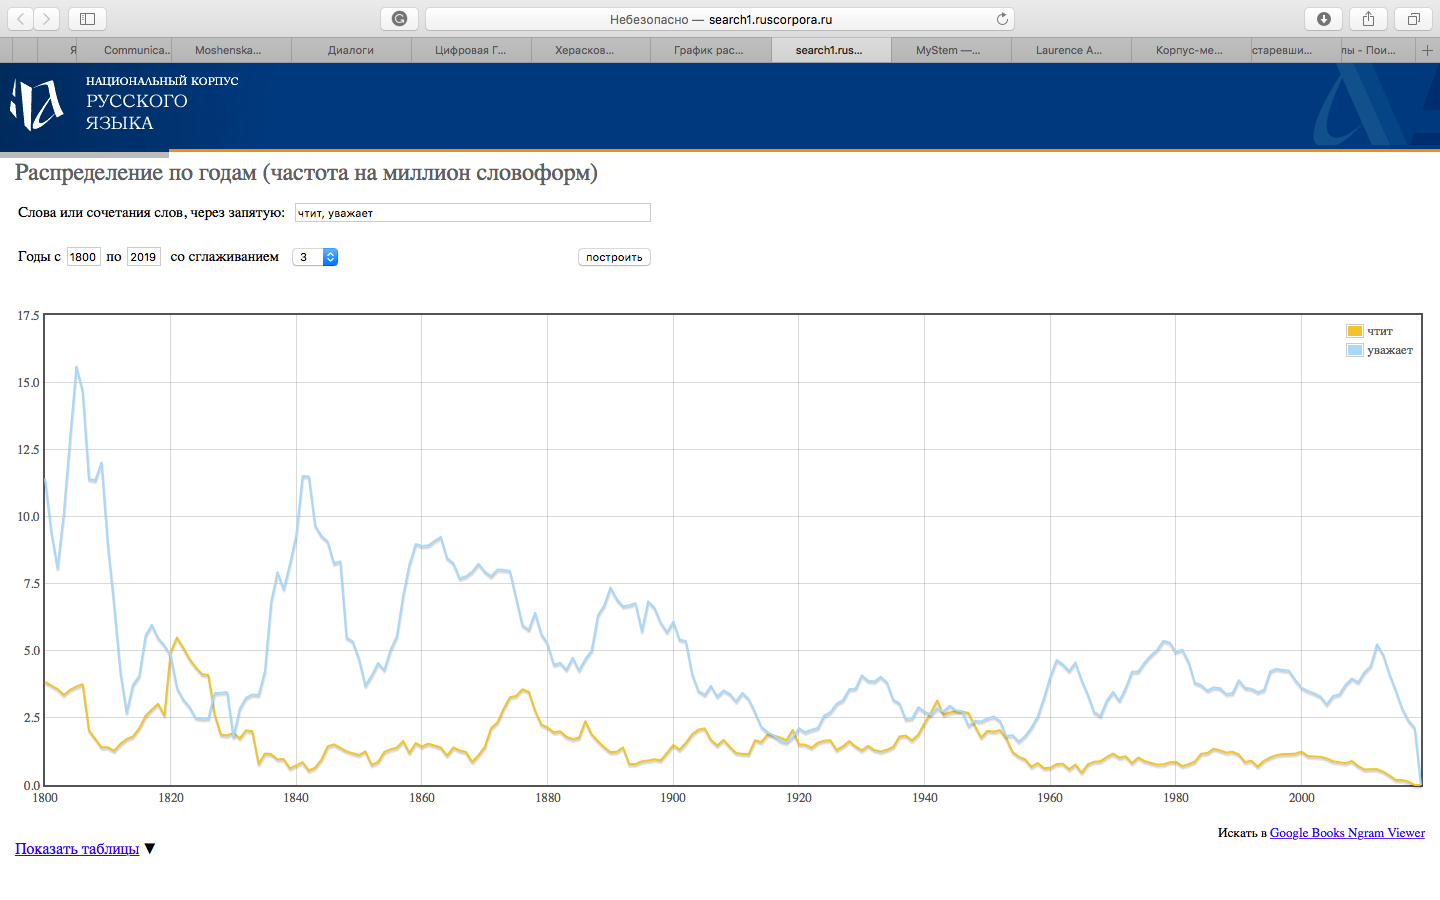 Небезопасно — search1.ruscorpora.ru
Я Communica... Moshenska... Диалоги Цифровая Г... Херасков... График рас... search1.rus... MyStem —... Laurence A... Корпус-ме... старевши... лы - Пои...
НАЦИОНАЛЬНЫЙ КОРПУС
РУССКОГО
ЯЗЫКА
Распределение по годам (частота на миллион словоформ)
Слова или сочетания слов, через запятую: чтит, уважает
Годы с 1800 по 2019 со сглаживанием 3 построить
17.5
15.0
12.5
10.0
7.5
5.0
2.5
0.0
чтит
уважает
1800 1820 1840 1860 1880 1900 1920 1940 1960 1980 2000
Искать в Google Books Ngram Viewer
Показать таблицы ▼